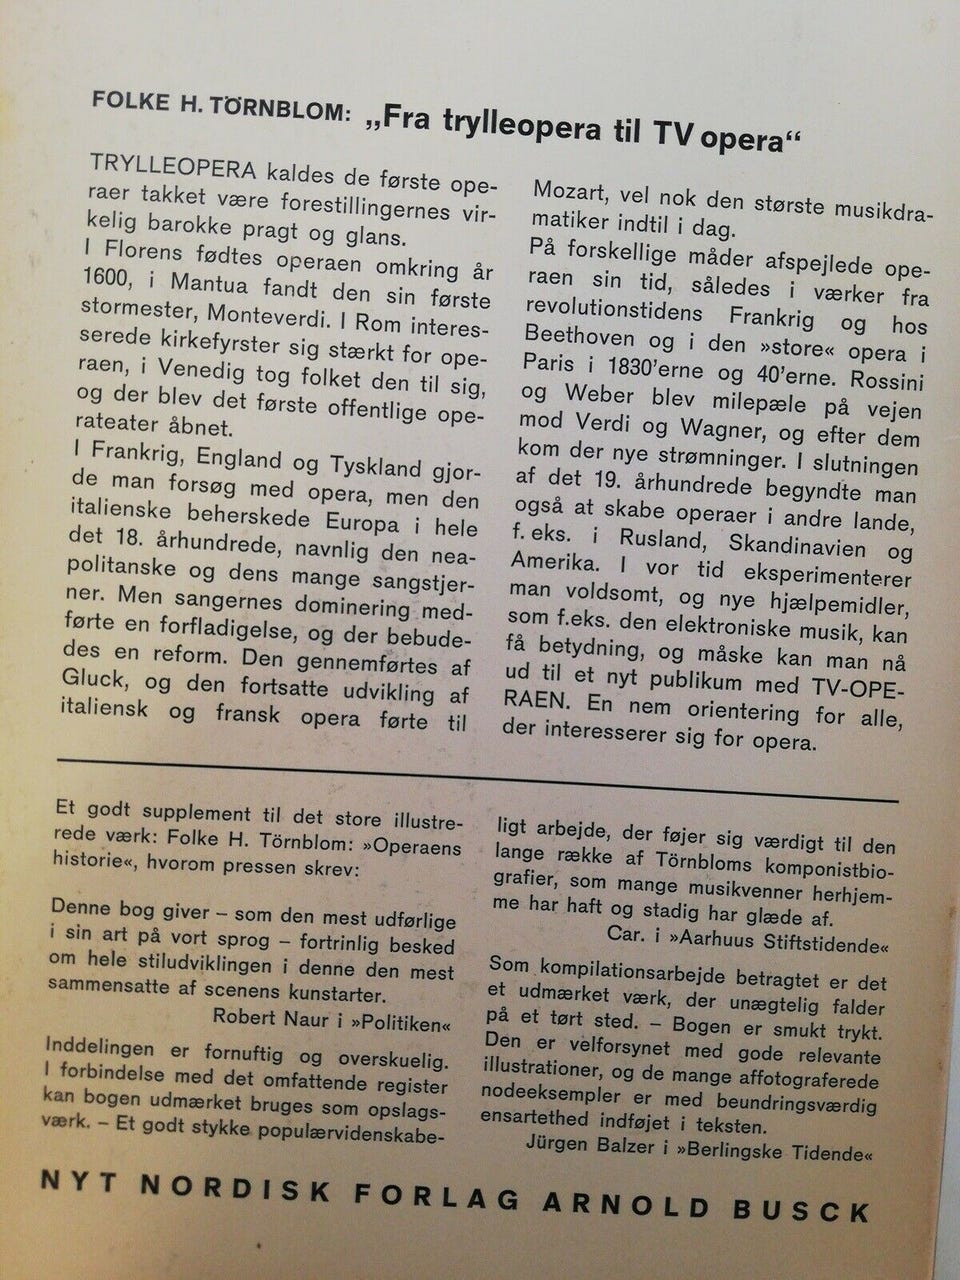 FOLKE H. TÖRNBLOM: „Fra trylleopera til TV opera“
TRYLLEOPERA kaldes de første ope-
raer takket være forestillingernes vir-
kelig barokke pragt og glans.
I Florens fødtes operaen omkring år
1600, i Mantua fandt den sin første
stormester, Monteverdi. I Rom interes-
serede kirkefyrster sig stærkt for ope-
raen, i Venedig tog folket den til sig,
og der blev det første offentlige ope-
rateater åbnet.
I Frankrig, England og Tyskland gjor-
de man forsøg med opera, men den
italienske beherskede Europa i hele
det 18. århundrede, navnlig den nea-
politanske og dens mange sangstjer-
ner. Men sangernes dominering med-
førte en forfladigelse, og der bebude-
des en reform. Den gennemførtes af
Gluck, og den fortsatte udvikling af
italiensk og fransk opera førte til
Mozart, vel nok den største musikdra-
matiker indtil i dag.
På forskellige måder afspejlede ope-
raen sin tid, således i værker fra
revolutionstidens Frankrig og hos
Beethoven og i den »store« opera i
Paris i 1830’erne og 40’erne. Rossini
og Weber blev milepæle på vejen
mod Verdi og Wagner, og efter dem
kom der nye strømninger. I slutningen
af det 19. århundrede begyndte man
også at skabe operaer i andre lande,
f. eks. i Rusland, Skandinavien og
Amerika. I vor tid eksperimenterer
man voldsomt, og nye hjælpemidler,
som f.eks. den elektroniske musik, kan
få betydning, og måske kan man nå
ud til et nyt publikum med TV-OPE-
RAEN. En nem orientering for alle,
der interesserer sig for opera.
Et godt supplement til det store illustre-
rede værk: Folke H. Törnblom: »Operaens
historie«, hvorom pressen skrev:
Denne bog giver – som den mest udførlige
i sin art på vort sprog – fortrinlig besked
om hele stiludviklingen i denne den mest
sammensatte af scenens kunstarter.
Robert Naur i »Politiken«
Inddelingen er fornuftig og overskuelig.
I forbindelse med det omfattende register
kan bogen udmærket bruges som opslags-
værk. – Et godt stykke populærvidenskabe-
ligt arbejde, der føjer sig værdigt til den
lange række af Törnbloms komponistbio-
grafier, som mange musikvenner herhjem-
me har haft og stadig har glæde af.
Car. i »Aarhuus Stiftstidende«
Som kompilationsarbejde betragtet er det
et udmærket værk, der unægtelig falder
på et tørt sted. – Bogen er smukt trykt.
Den er velforsynet med gode relevante
illustrationer, og de mange affotograferede
nodeeksempler er med beundringsværdig
ensartethed indføjet i teksten.
Jürgen Balzer i »Berlingske Tidende«
NYT NORDISK FORLAG ARNOLD BUSCK